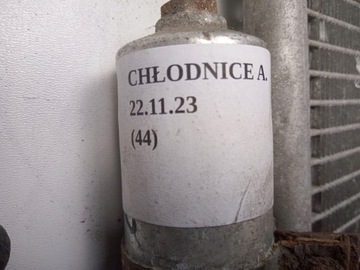 CHŁODNICE A.
22.11.23
(44)